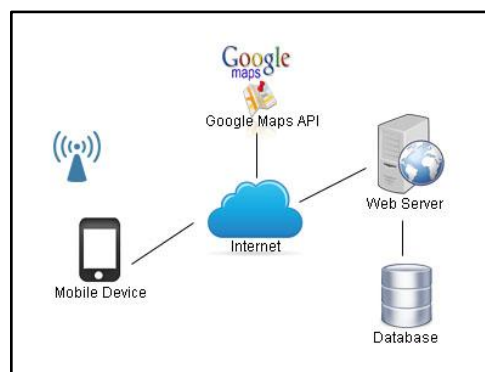 Google
maps
Google Maps API
Web Server
Internet
Mobile Device
Database